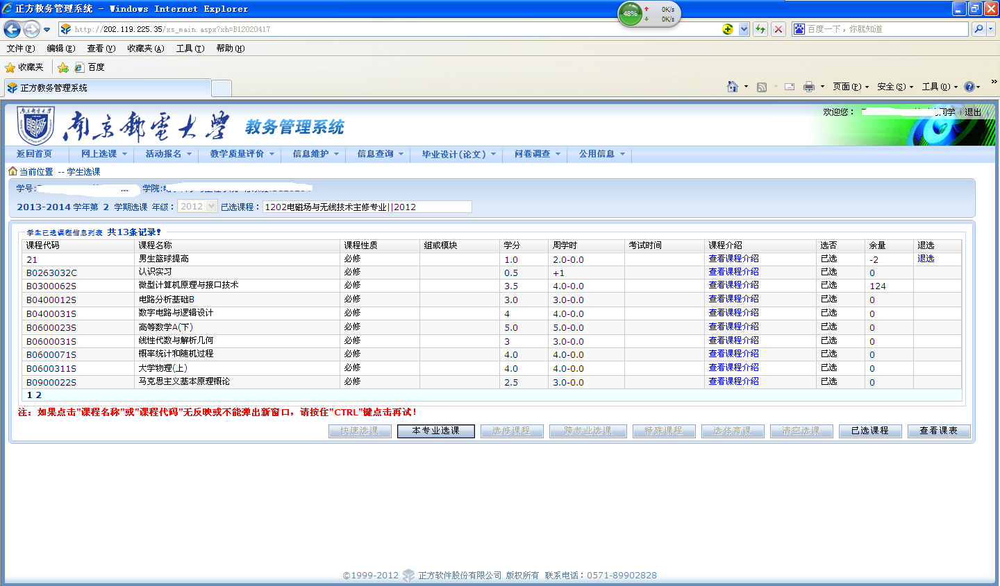 正方教务管理系统 - Windows Internet Explorer
48% 0K/s
0K/s
http://202.119.225.35/xs_main.aspx?xh=B12020417
百度一下，你就知道
文件(F) 编辑(E) 查看(V) 收藏夹(A) 工具(T) 帮助(H)
收藏夹 百度
正方教务管理系统
页面(P) 安全(S) 工具(O)
南京邮电大学 教务管理系统
欢迎您： 同学 退出
返回首页 网上选课 活动报名 教学质量评价 信息维护 信息查询 毕业设计(论文) 问卷调查 公用信息
当前位置 -- 学生选课
学号: 学院:
2013-2014 学年第 2 学期选课 年级： 2012 已选课程： 1202电磁场与无线技术主修专业||2012
学生已选课程信息列表 共13条记录!
课程代码 课程名称 课程性质 组或模块 学分 周学时 考试时间 课程介绍 选否 余量 退选
21 男生篮球提高 必修 1.0 2.0-0.0 查看课程介绍 已选 -2 退选
B0263032C 认识实习 必修 0.5 +1 查看课程介绍 已选 0
B0300062S 微型计算机原理与接口技术 必修 3.5 4.0-0.0 查看课程介绍 已选 124
B0400012S 电路分析基础B 必修 3.0 3.0-0.0 查看课程介绍 已选 0
B0400031S 数字电路与逻辑设计 必修 4 4.0-0.0 查看课程介绍 已选 0
B0600023S 高等数学A(下) 必修 5.0 5.0-0.0 查看课程介绍 已选 0
B0600031S 线性代数与解析几何 必修 3 3.0-0.0 查看课程介绍 已选 0
B0600071S 概率统计和随机过程 必修 4.0 4.0-0.0 查看课程介绍 已选 0
B0600311S 大学物理(上) 必修 4.0 4.0-0.0 查看课程介绍 已选 0
B0900022S 马克思主义基本原理概论 必修 2.5 3.0-0.0 查看课程介绍 已选 0
1 2
注：如果点击"课程名称"或"课程代码"无反映或不能弹出新窗口，请按住"CTRL"键点击再试！
快速选课 本专业选课 选修课程 跨专业选课 特殊课程 选体育课 清空选课 已选课程 查看课表
©1999-2012 正方软件股份有限公司 版权所有 联系电话：0571-89902828